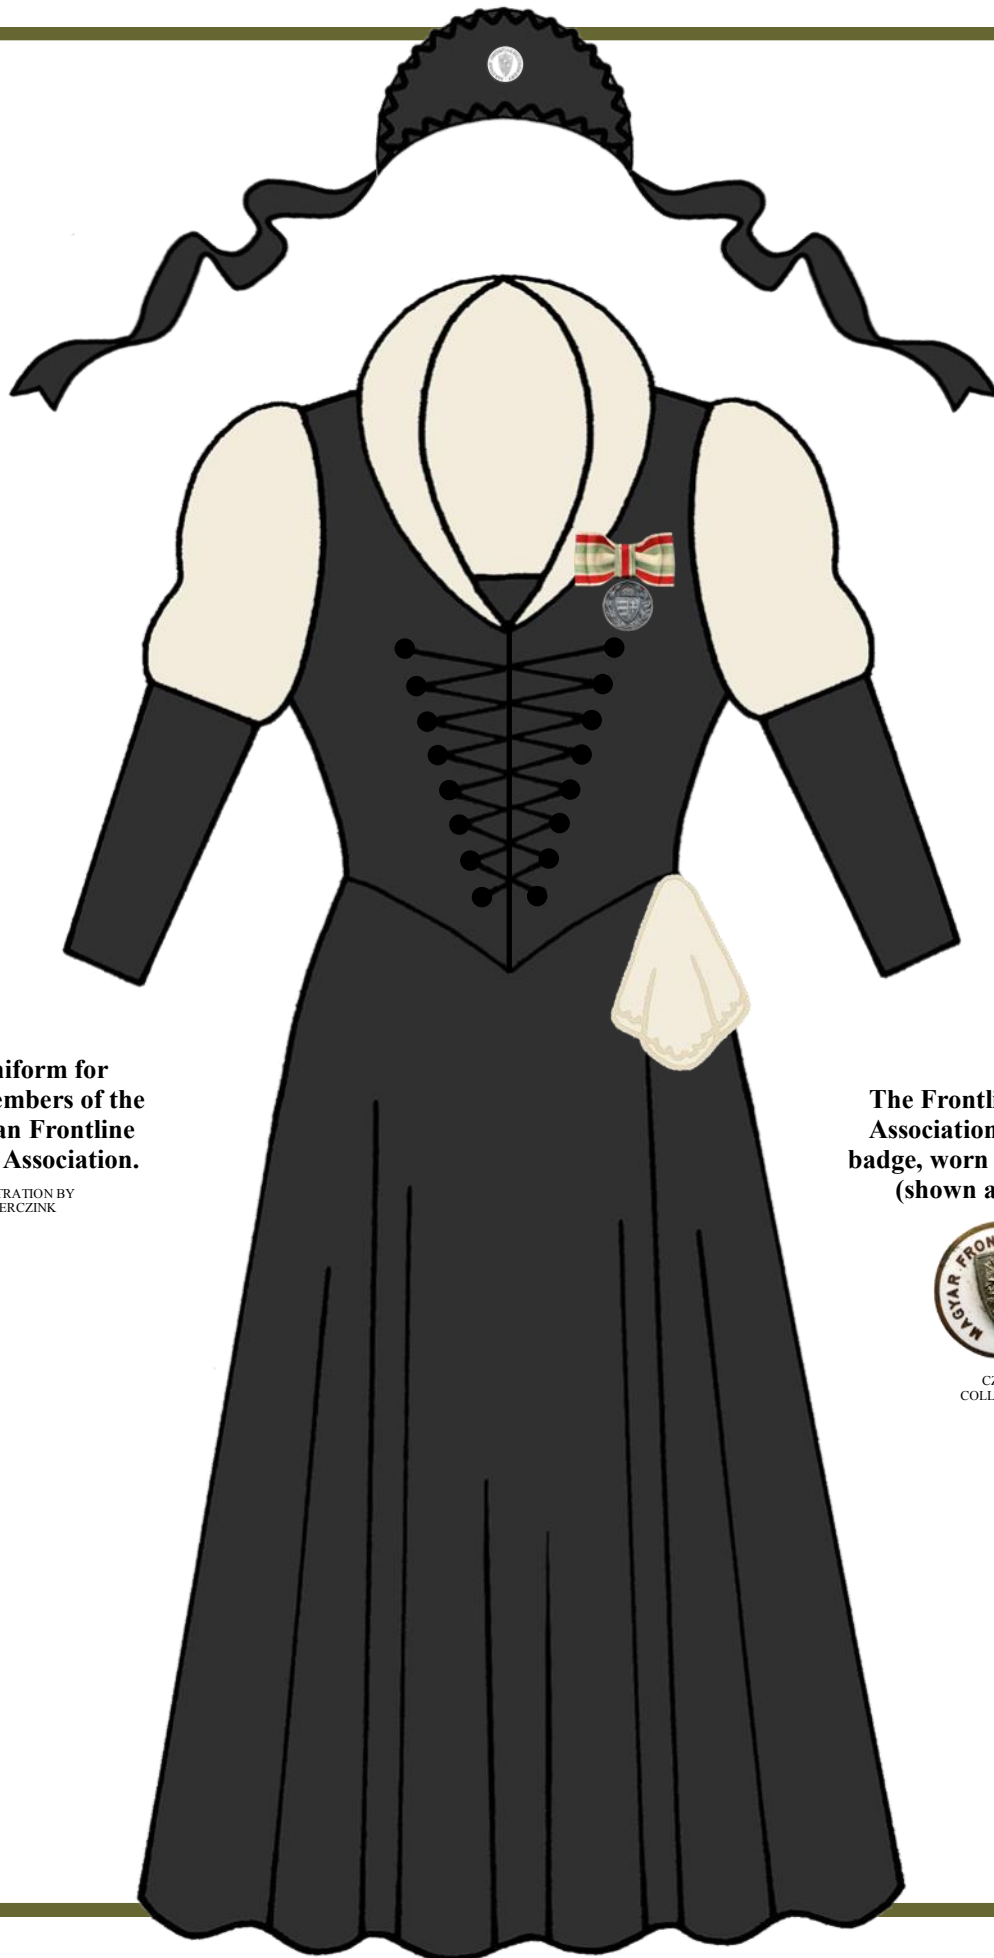 niform for
embers of the
an Frontline
Association.
TRATION BY
ERCZINK
The Frontl
Association
badge, worn
(shown a
MAGYAR FRON
COLL